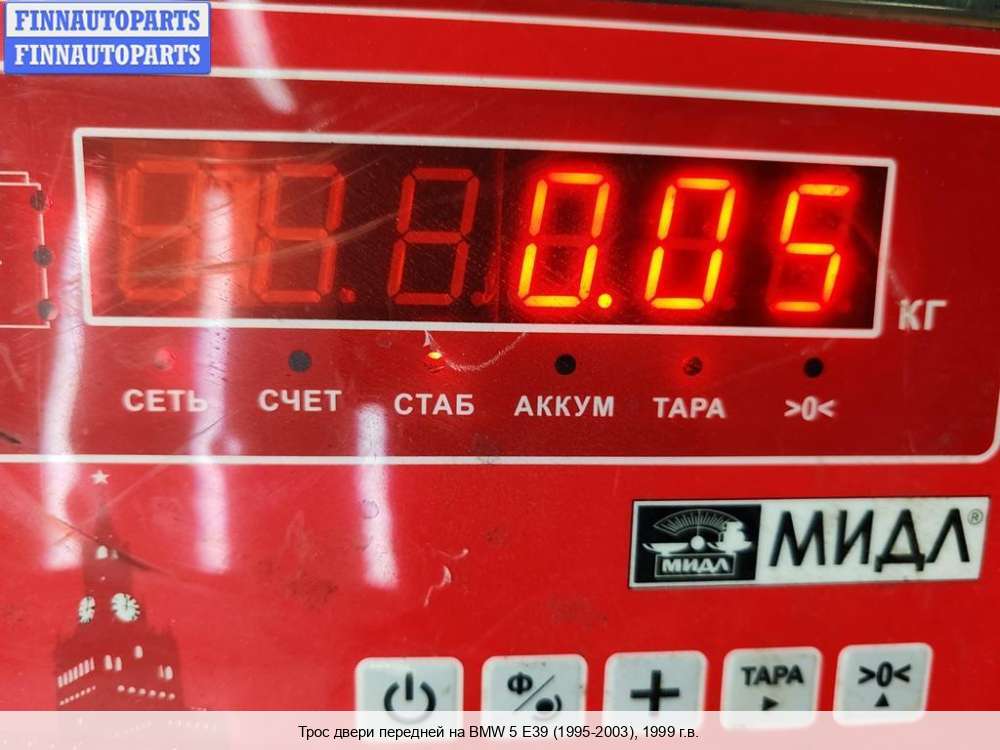 FINNAUTOPARTS
FINNAUTOPARTS
0.05
КГ
СЕТЬ СЧЕТ СТАБ АККУМ ТАРА >0<
МИДЛ МИДЛ®
Ф + ТАРА >0<
Трос двери передней на BMW 5 E39 (1995-2003), 1999 г.в.